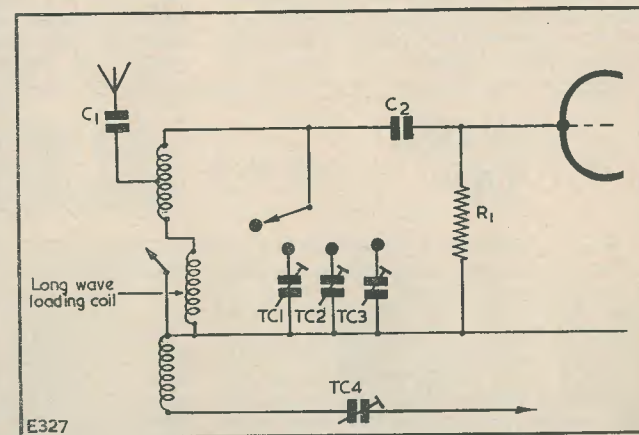 C1
C2
R1
Long wave
loading coil
TC1 TC2 TC3
TC4
E327